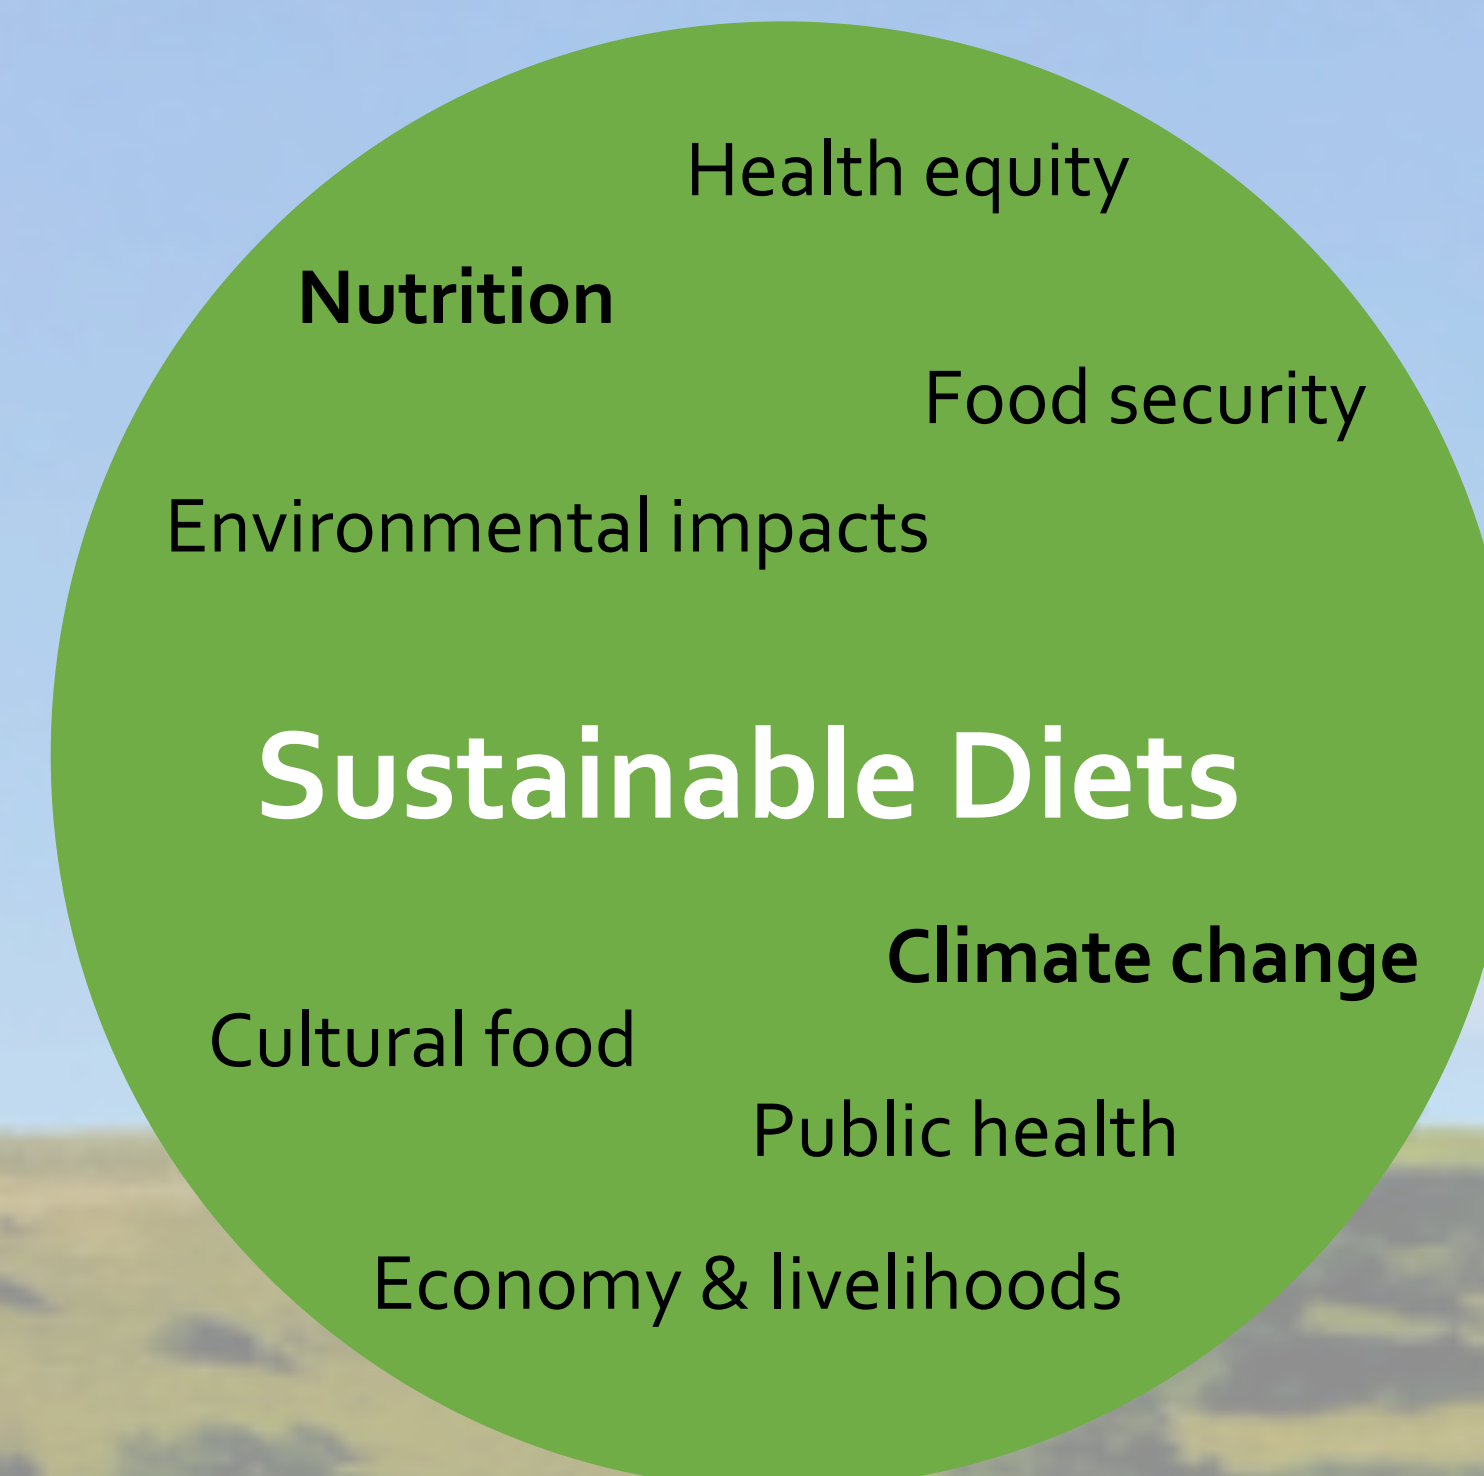 Health equity
Nutrition
Food security
Environmental impacts
Sustainable Diets
Climate change
Cultural food
Public health
Economy & livelihoods